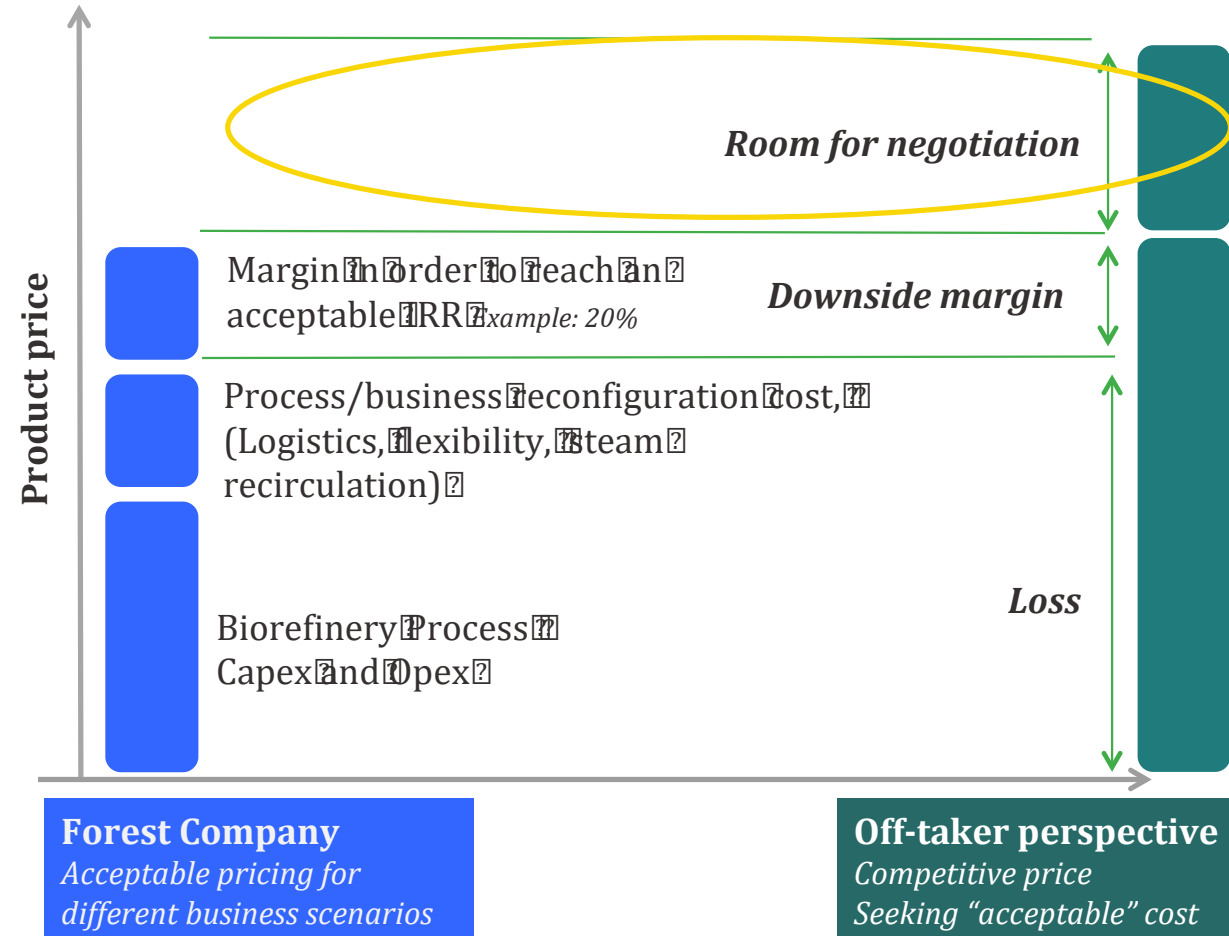 Product price
Room for negotiation
Margin in order to reach an
acceptable IRR Example: 20%
Downside margin
Process/business reconfiguration cost,
(Logistics, flexibility, steam
recirculation)
Loss
Biorefinery Process
Capex and Opex
Forest Company
Acceptable pricing for
different business scenarios
Off-taker perspective
Competitive price
Seeking “acceptable” cost